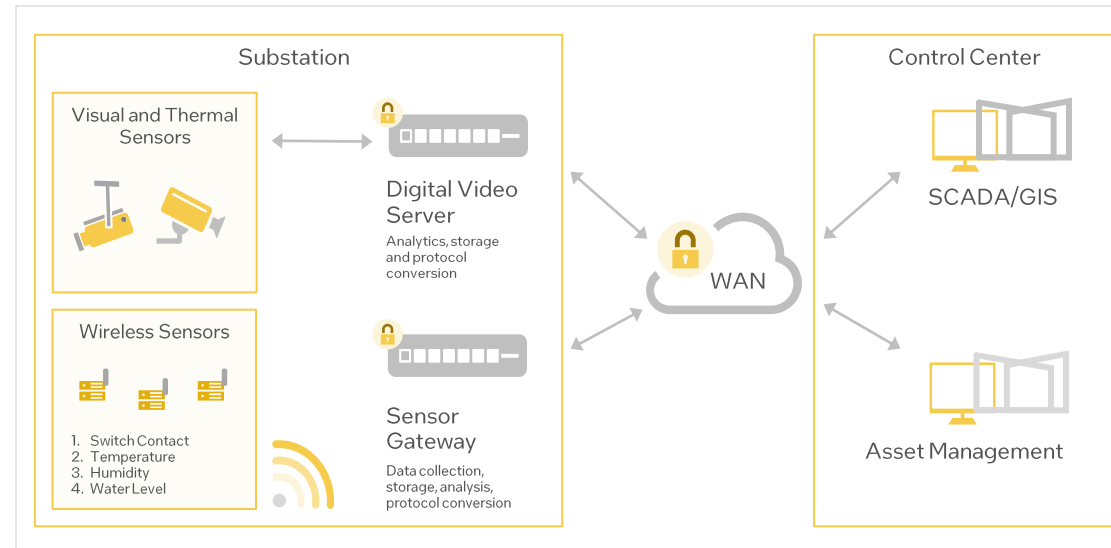 Substation
Visual and Thermal
Sensors
Digital Video
Server
Analytics, storage
and protocol
conversion
Wireless Sensors
1. Switch Contact
2. Temperature
3. Humidity
4. Water Level
Sensor
Gateway
Data collection,
storage, analysis,
protocol conversion
WAN
Control Center
SCADA/GIS
Asset Management